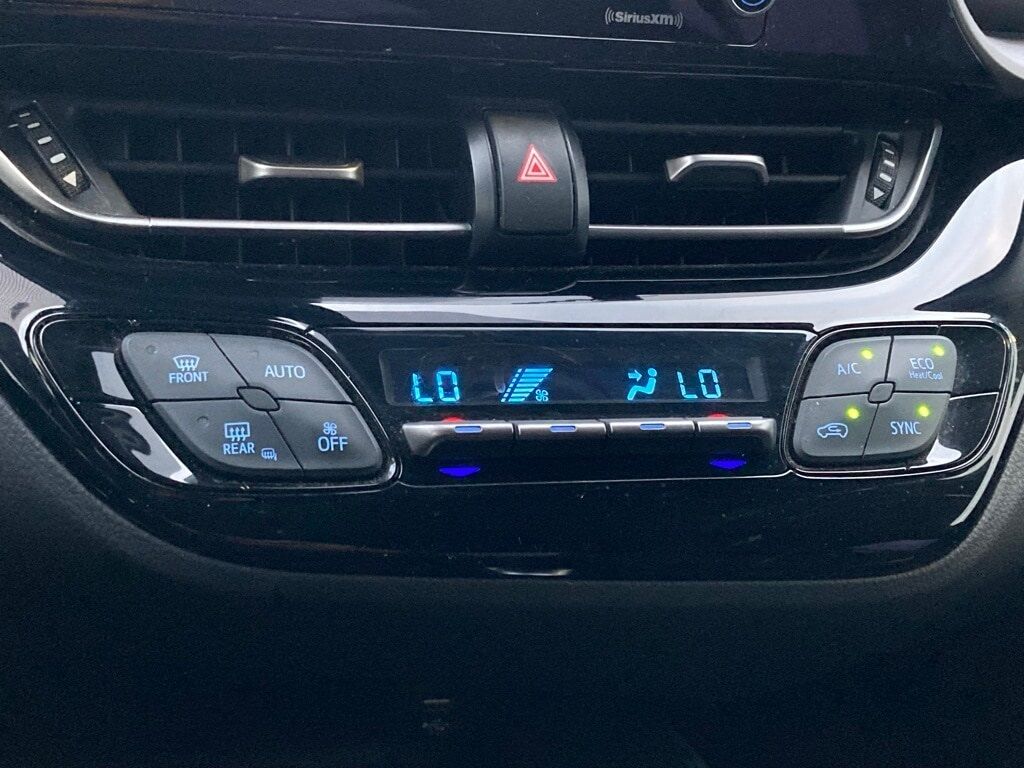 SiriusXM
FRONT
AUTO
REAR
OFF
LO
LO
A/C
ECO
Heat/Cool
SYNC